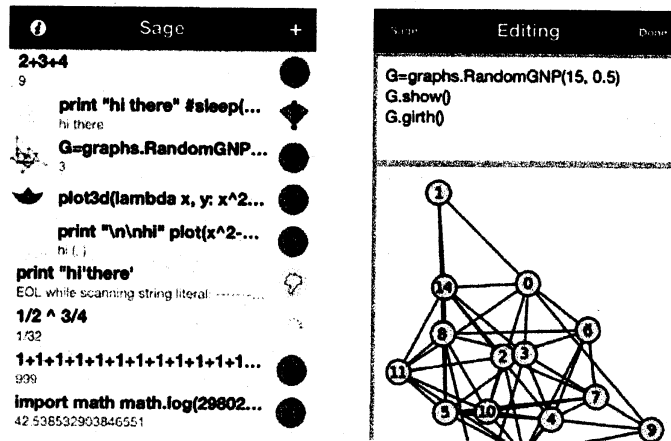 Sage +
2+3+4
9
print "hi there" #sleep(...
hi there
G=graphs.RandomGNP...
3
plot3d(lambda x, y: x^2...
print "\n\nhi" plot(x^2-...
print "hi'there'
EOL while scanning string literal:
1/2 ^ 3/4
1/32
1+1+1+1+1+1+1+1+1+1+1+1...
999
import math math.log(29802...
42.538532903846551
Sage Editing Done
G=graphs.RandomGNP(15, 0.5)
G.show()
G.girth()
1
14 0
8 6
2 3
11
7
5 10 4
9